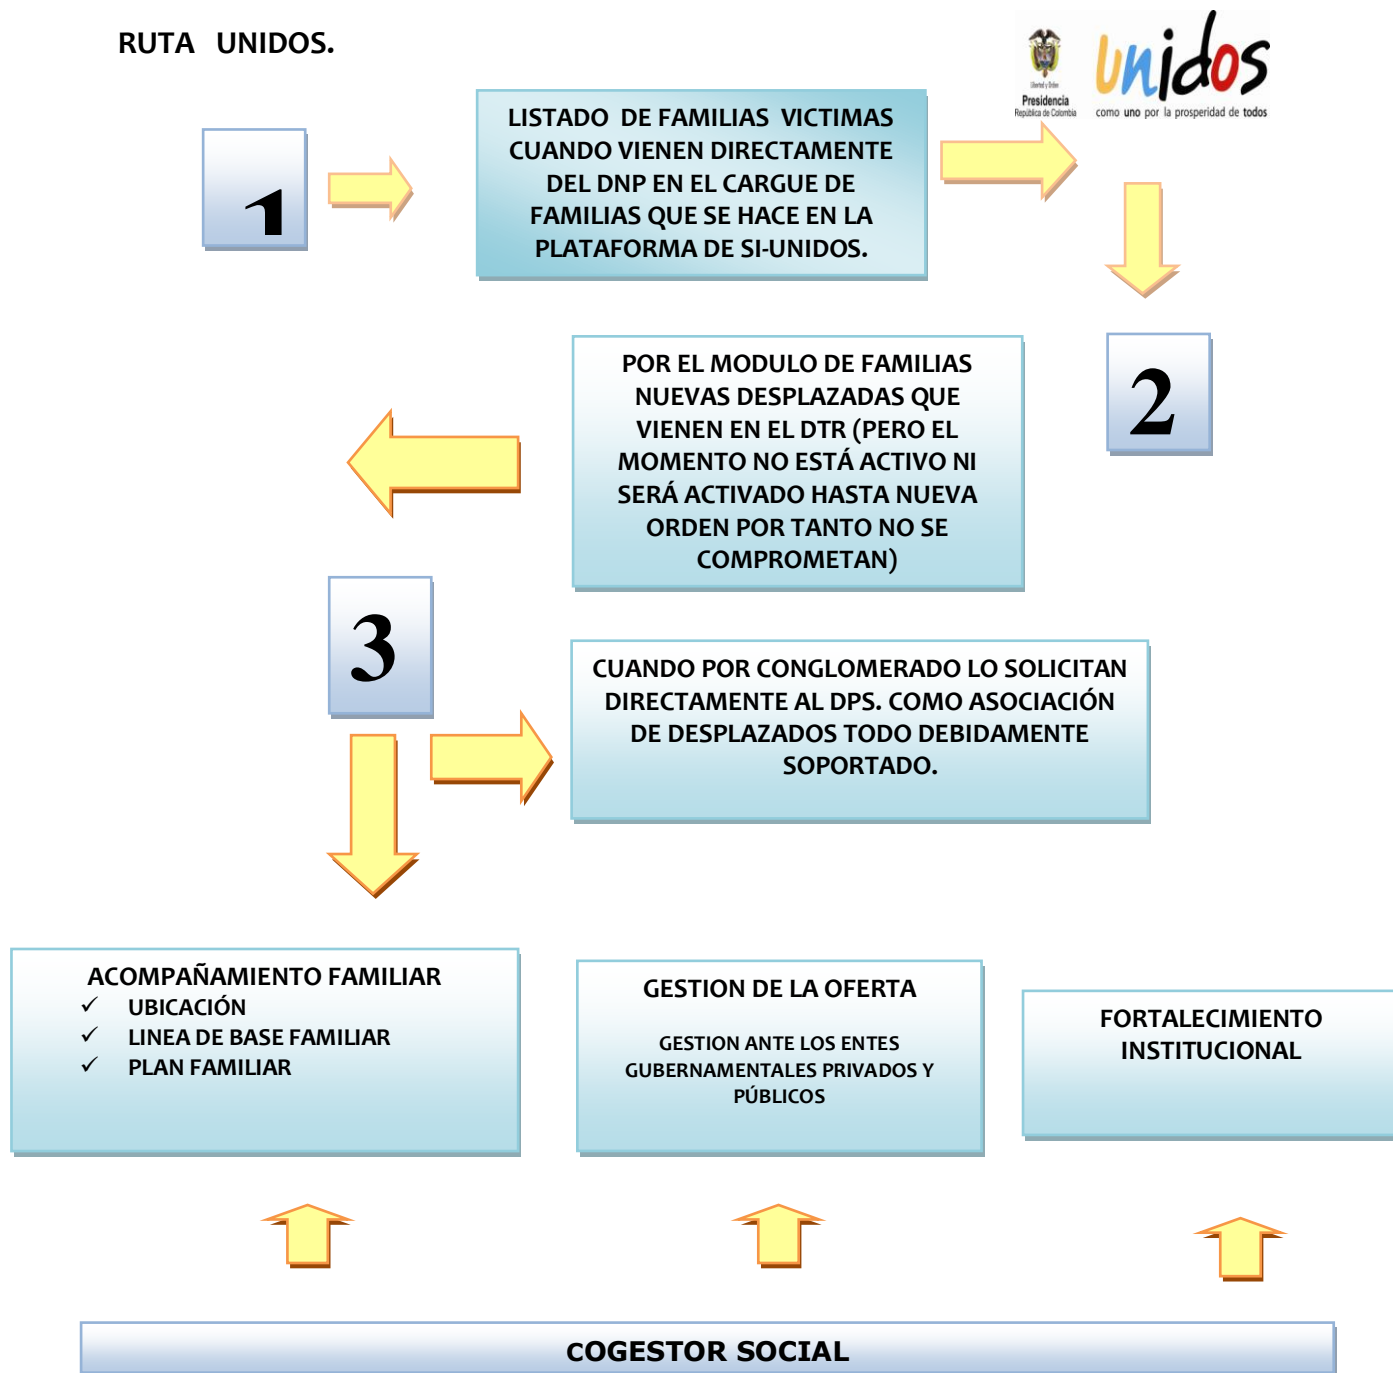 RUTA UNIDOS.
Libertad y Orden
Presidencia
República de Colombia
unidos
como uno por la prosperidad de todos
1
LISTADO DE FAMILIAS VICTIMAS
CUANDO VIENEN DIRECTAMENTE
DEL DNP EN EL CARGUE DE
FAMILIAS QUE SE HACE EN LA
PLATAFORMA DE SI-UNIDOS.
2
POR EL MODULO DE FAMILIAS
NUEVAS DESPLAZADAS QUE
VIENEN EN EL DTR (PERO EL
MOMENTO NO ESTÁ ACTIVO NI
SERÁ ACTIVADO HASTA NUEVA
ORDEN POR TANTO NO SE
COMPROMETAN)
3
CUANDO POR CONGLOMERADO LO SOLICITAN
DIRECTAMENTE AL DPS. COMO ASOCIACIÓN
DE DESPLAZADOS TODO DEBIDAMENTE
SOPORTADO.
ACOMPAÑAMIENTO FAMILIAR
✓ UBICACIÓN
✓ LINEA DE BASE FAMILIAR
✓ PLAN FAMILIAR
GESTION DE LA OFERTA
GESTION ANTE LOS ENTES
GUBERNAMENTALES PRIVADOS Y
PÚBLICOS
FORTALECIMIENTO
INSTITUCIONAL
COGESTOR SOCIAL